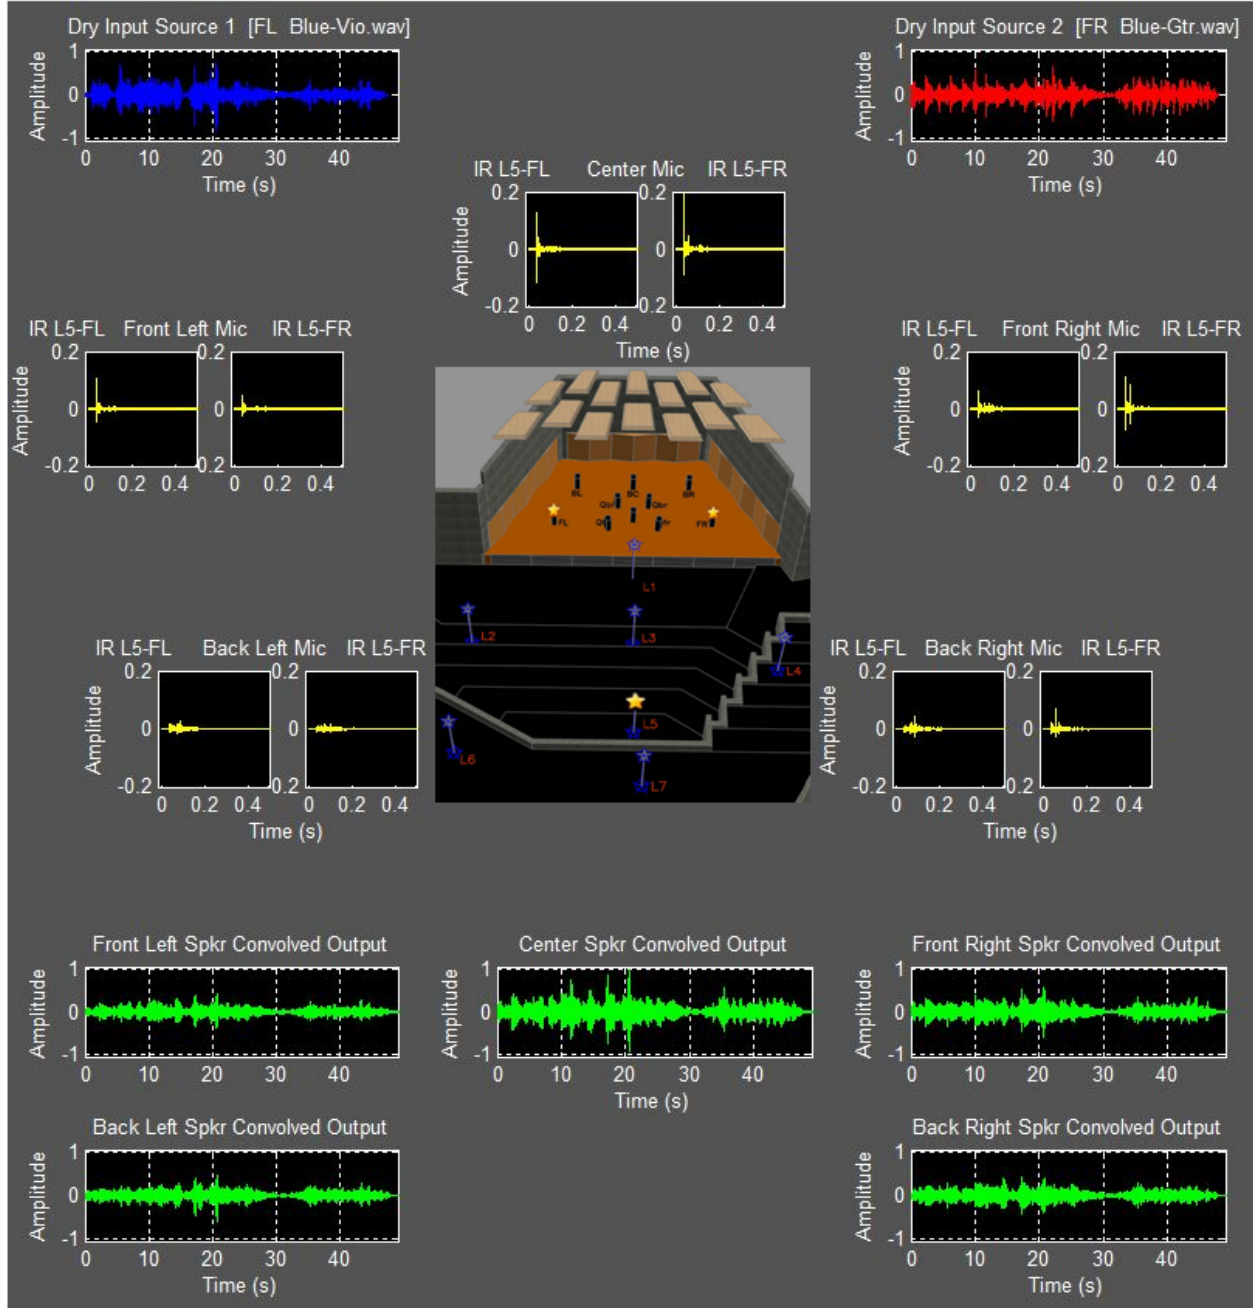 Dry Input Source 1 [FL Blue-Vio.wav]
Dry Input Source 2 [FR Blue-Gtr.wav]
Amplitude
1
0
-1
0 10 20 30 40
Time (s)
Amplitude
1
0
-1
0 10 20 30 40
Time (s)
IR L5-FL Center Mic IR L5-FR
Amplitude
0.2
0
-0.2
0.2
0
0.2
0 0.2 0.4
0 0.2 0.4
Time (s)
IR L5-FL Front Left Mic IR L5-FR
Amplitude
0.2
0
-0.2
0.2
0
0.2
0 0.2 0.4
0 0.2 0.4
IR L5-FL Front Right Mic IR L5-FR
Amplitude
0.2
0
-0.2
0.2
0
0.2
0 0.2 0.4
0 0.2 0.4
BL BC BR
Qbl Qbr
FL FR
L1
L2 L3
L4
L5
L6
L7
IR L5-FL Back Left Mic IR L5-FR
Amplitude
0.2
0
-0.2
0.2
0
0.2
0 0.2 0.4
0 0.2 0.4
Time (s)
IR L5-FL Back Right Mic IR L5-FR
Amplitude
0.2
0
-0.2
0.2
0
0.2
0 0.2 0.4
0 0.2 0.4
Time (s)
Front Left Spkr Convolved Output
Amplitude
1
0
-1
0 10 20 30 40
Time (s)
Center Spkr Convolved Output
Amplitude
1
0
-1
0 10 20 30 40
Time (s)
Front Right Spkr Convolved Output
Amplitude
1
0
-1
0 10 20 30 40
Time (s)
Back Left Spkr Convolved Output
Amplitude
1
0
-1
0 10 20 30 40
Time (s)
Back Right Spkr Convolved Output
Amplitude
1
0
-1
0 10 20 30 40
Time (s)